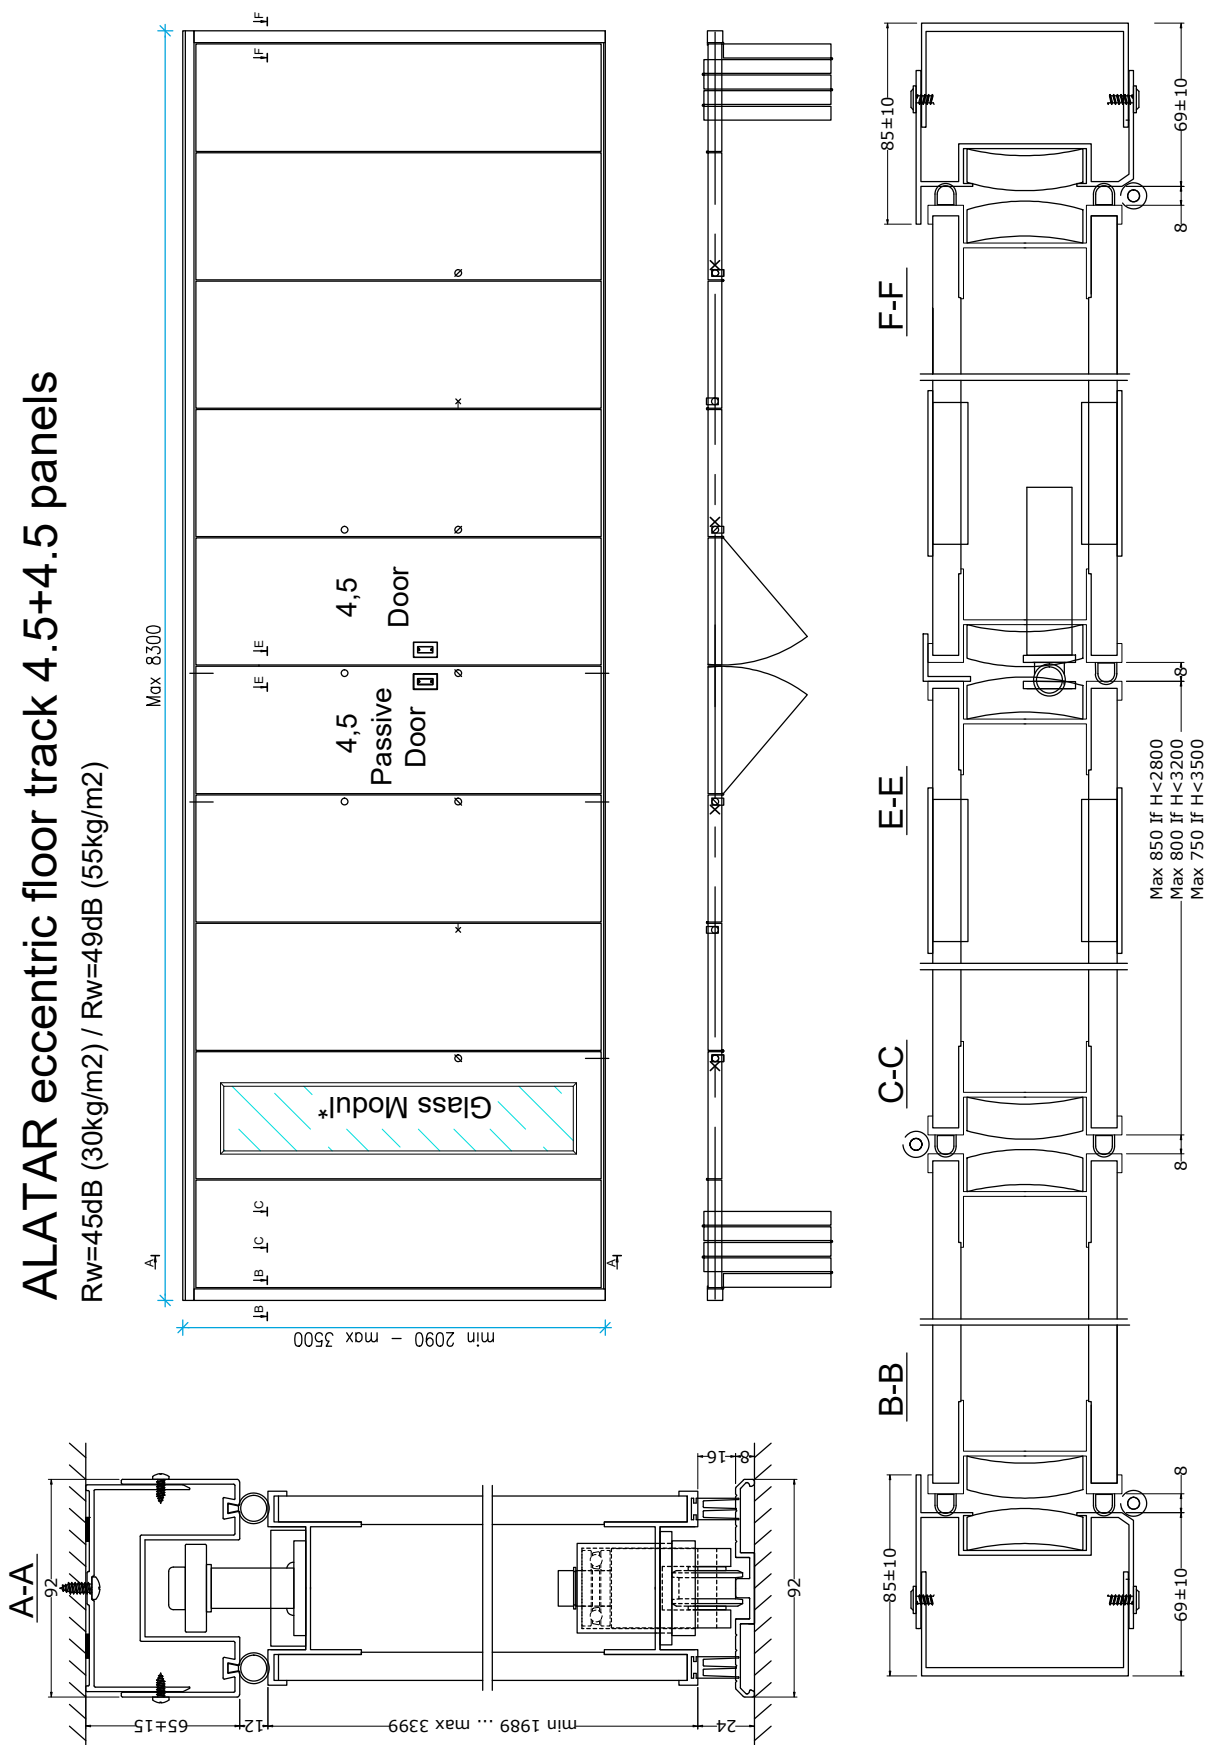 ALATAR eccentric floor track 4.5+4.5 panels
Rw=45dB (30kg/m2) / Rw=49dB (55kg/m2)
Max 8300
min 2090 - max 3500
B
B
C
C
A
A
E
E
F
F
Glass Modul*
4,5
Passive
Door
4,5
Door
A-A
92
65±15
12
min 1989 ... max 3399
24
16
8
92
B-B
C-C
E-E
F-F
85±10
69±10
8
8
Max 850 If H<2800
Max 800 If H<3200
Max 750 If H<3500
8
8
85±10
69±10